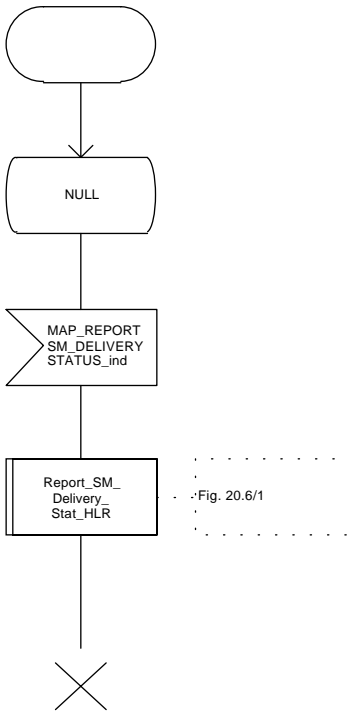 NULL
MAP_REPORT
SM_DELIVERY
STATUS_ind
Report_SM_
Delivery_
Stat_HLR
Fig. 20.6/1